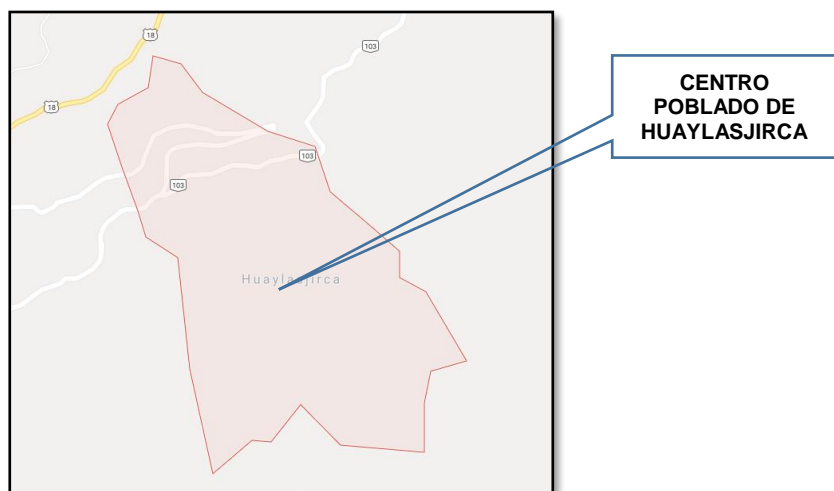 18
103
18
103
103
Huaylasjirca
CENTRO
POBLADO DE
HUAYLASJIRCA